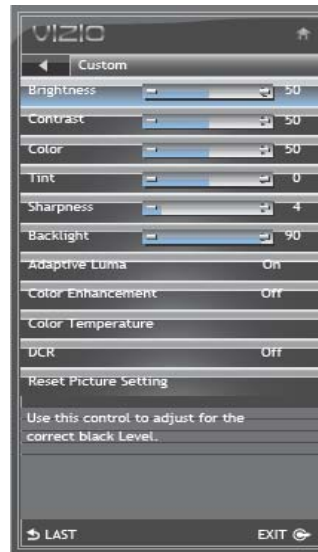 VIZIO
Custom
Brightness 50
Contrast 50
Color 50
Tint 0
Sharpness 4
Backlight 90
Adaptive Luma On
Color Enhancement Off
Color Temperature
DCR Off
Reset Picture Setting
Use this control to adjust for the
correct black Level.
LAST EXIT